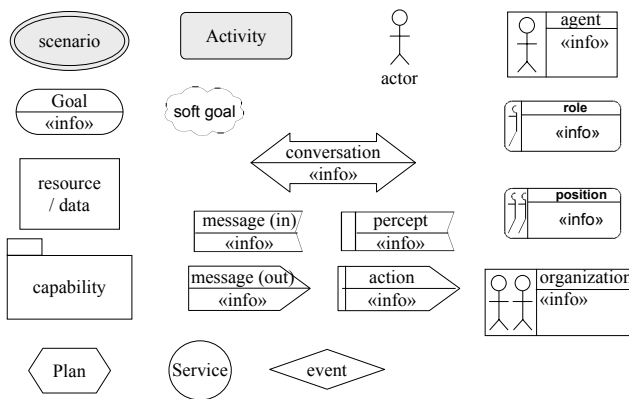 scenario
Activity
actor
agent
«info»
Goal
«info»
soft goal
conversation
«info»
role
«info»
resource
/ data
message (in)
«info»
percept
«info»
position
«info»
capability
message (out)
«info»
action
«info»
organization
«info»
Plan
Service
event